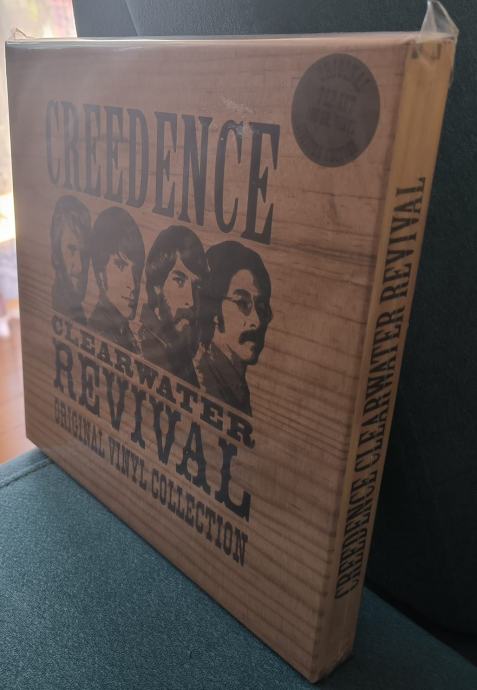 CREEDENCE
CLEARWATER
REVIVAL
ORIGINAL VINYL COLLECTION
CREEDENCE CLEARWATER REVIVAL